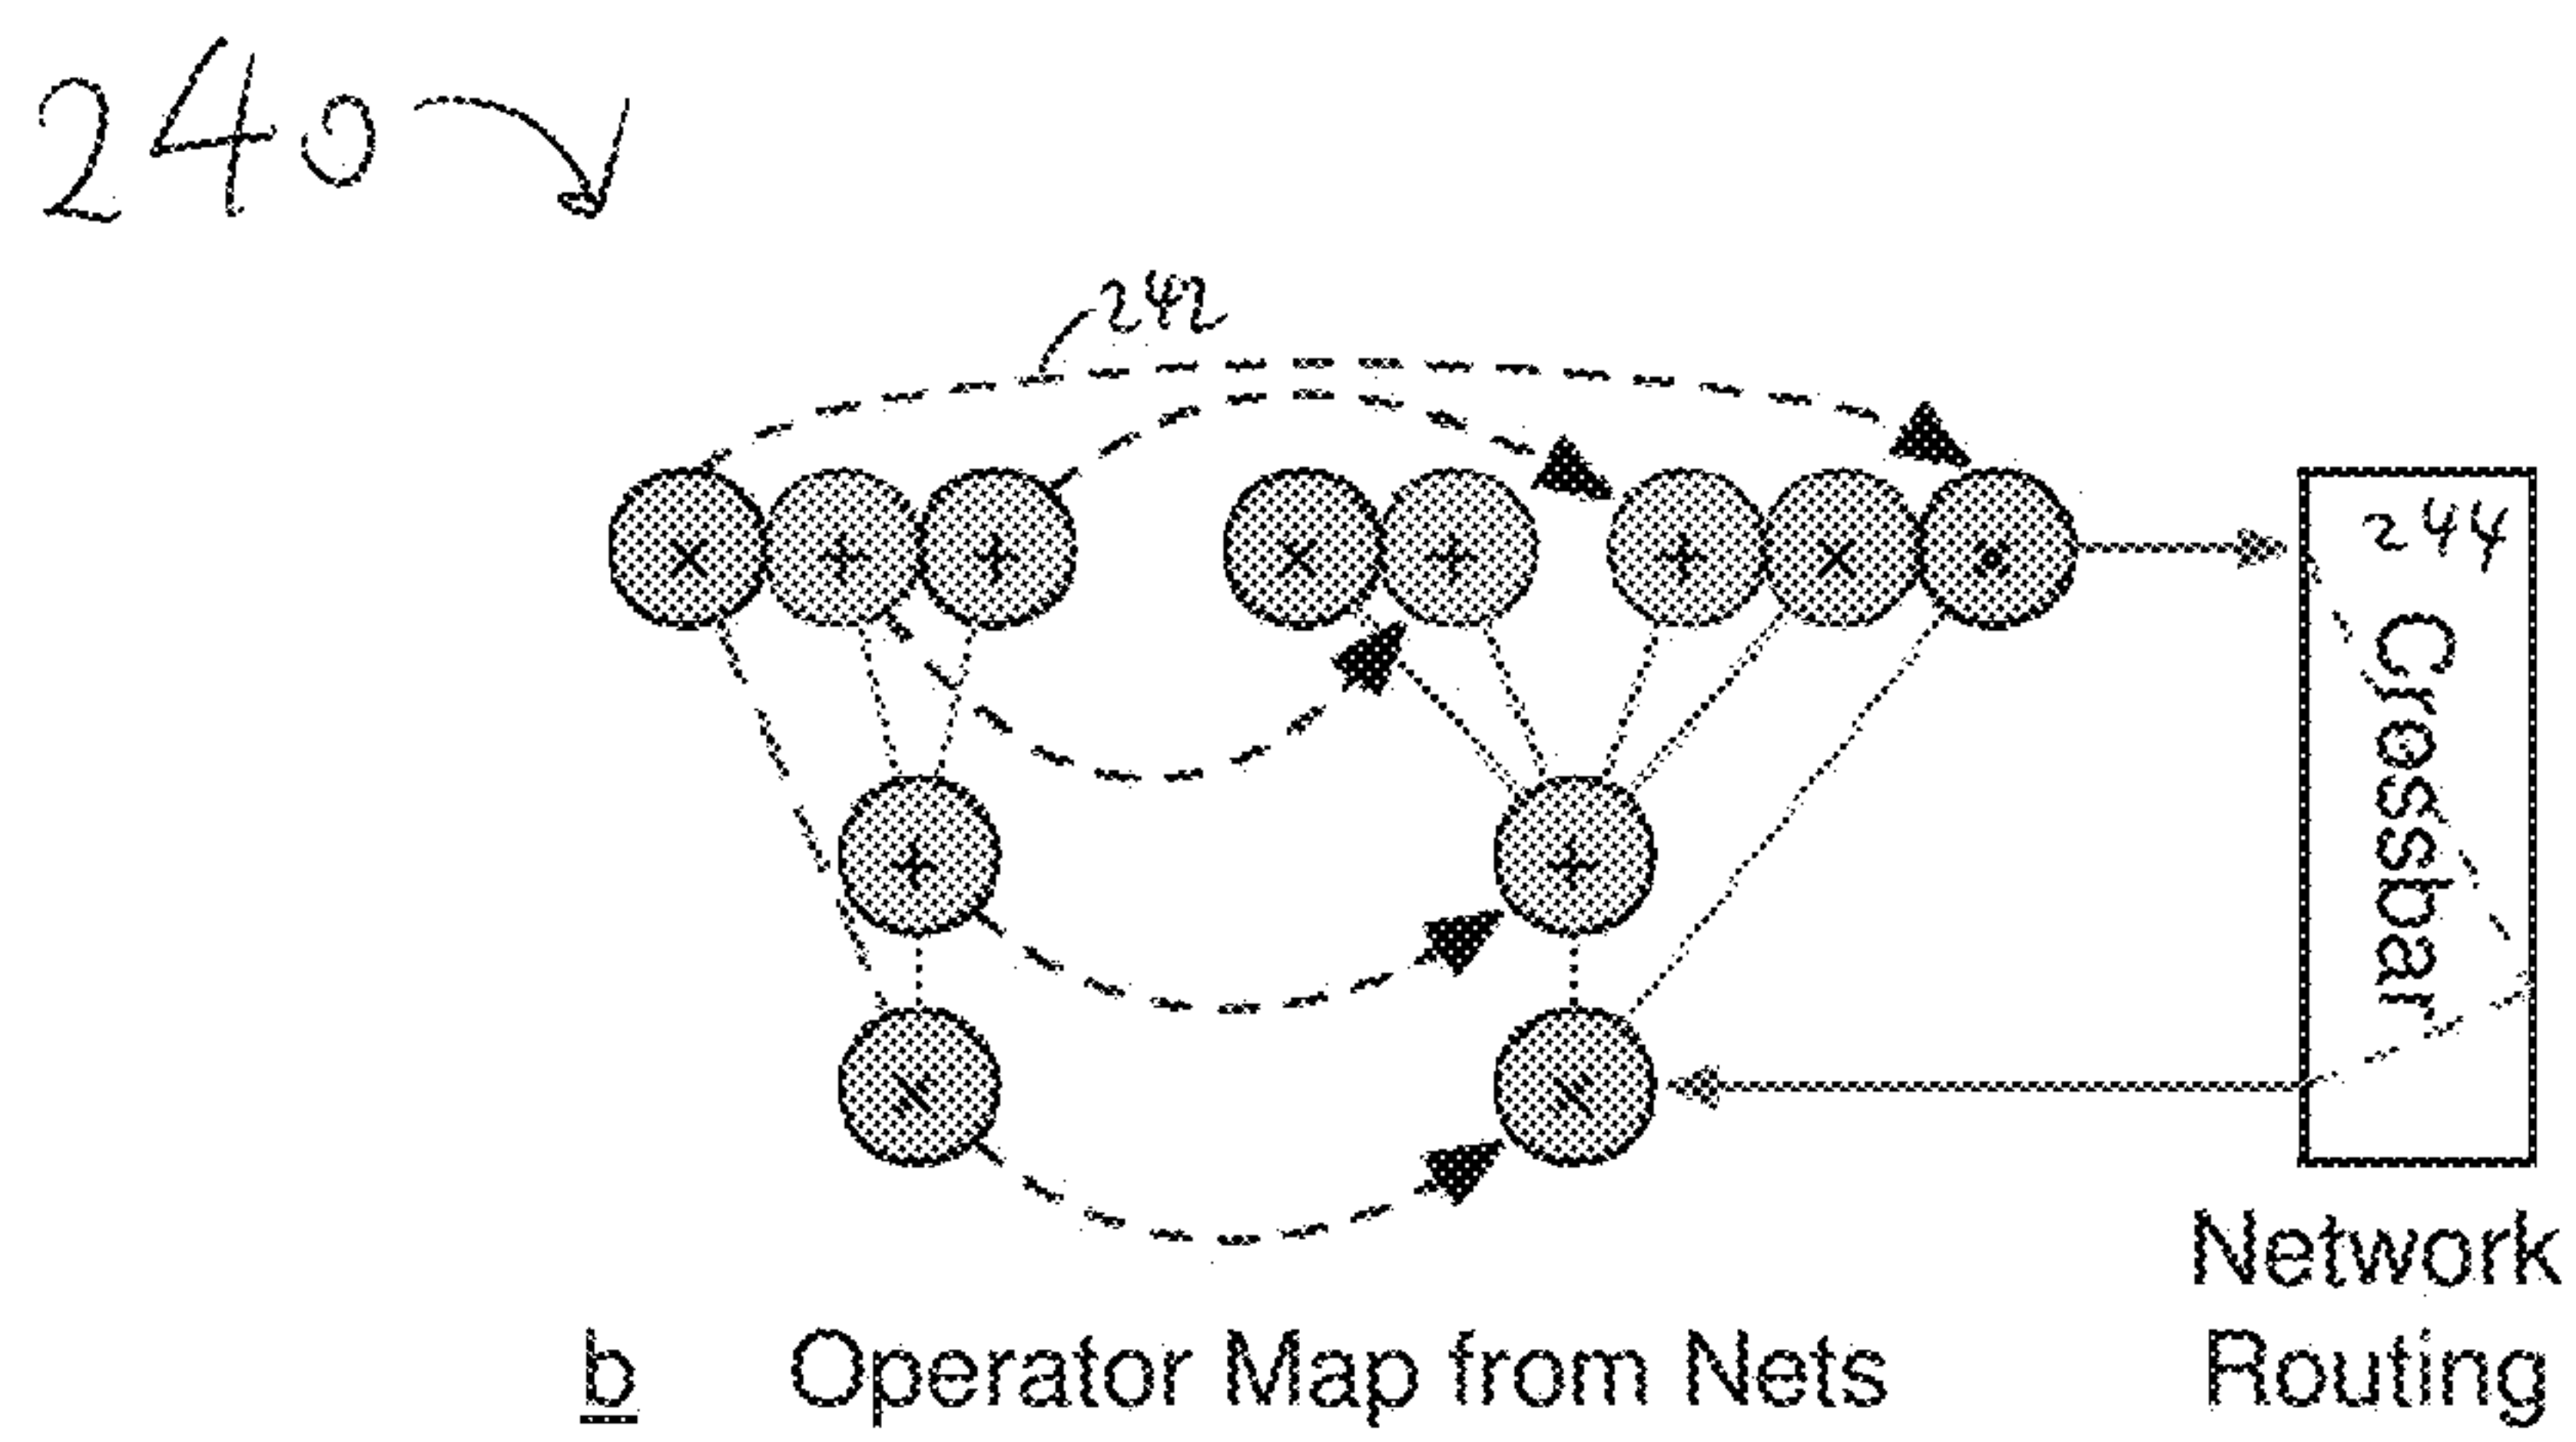 240
242
× + + × + + × •
244
Crossbar
+ +
Network
Routing
b Operator Map from Nets